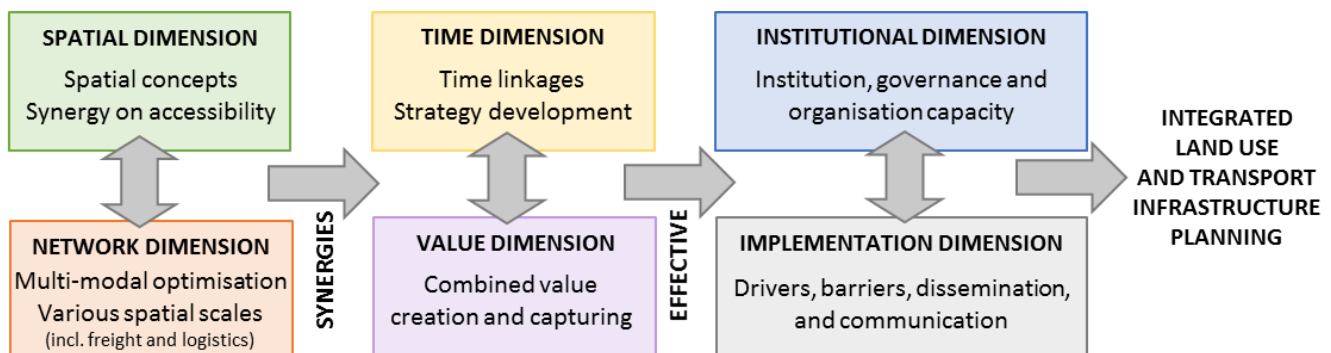 SPATIAL DIMENSION
Spatial concepts
Synergy on accessibility
NETWORK DIMENSION
Multi-modal optimisation
Various spatial scales
(incl. freight and logistics)
SYNERGIES
TIME DIMENSION
Time linkages
Strategy development
VALUE DIMENSION
Combined value
creation and capturing
EFFECTIVE
INSTITUTIONAL DIMENSION
Institution, governance and
organisation capacity
IMPLEMENTATION DIMENSION
Drivers, barriers, dissemination,
and communication
INTEGRATED
LAND USE
AND TRANSPORT
INFRASTRUCTURE
PLANNING